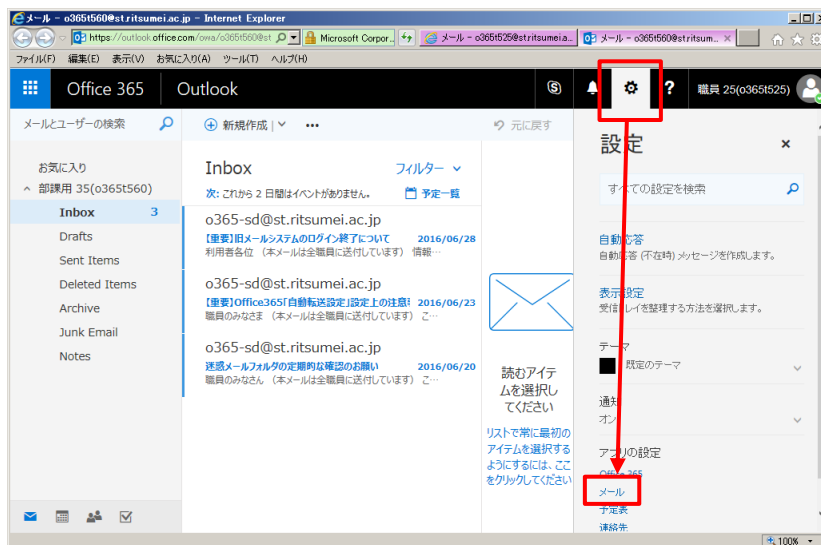 メール - o365t560@st.ritsumei.ac.jp - Internet Explorer
https://outlook.office.com/owa/o365t560@st
Microsoft Corpor...
メール - o365t525@stritsumei.a...
メール - o365t560@stritsum...
ファイル(F) 編集(E) 表示(V) お気に入り(A) ツール(T) ヘルプ(H)
Office 365 Outlook
職員 25(o365t525)
メールとユーザーの検索
新規作成
元に戻す
お気に入り
部課用 35(o365t560)
Inbox 3
Drafts
Sent Items
Deleted Items
Archive
Junk Email
Notes
Inbox フィルター
次: これから 2 日間はイベントがありません。 予定一覧
o365-sd@st.ritsumei.ac.jp
【重要】旧メールシステムのログイン終了について 2016/06/28
利用者各位 (本メールは全職員に送付しています) 情報…
o365-sd@st.ritsumei.ac.jp
【重要】Office365「自動転送設定」設定上の注意 2016/06/23
職員のみなさま (本メールは全職員に送付しています) こ…
o365-sd@st.ritsumei.ac.jp
迷惑メールフォルダの定期的な確認のお願い 2016/06/20
職員のみなさん (本メールは全職員に送付しています) ご…
読むアイテ
ムを選択し
てください
リストで常に最初の
アイテムを選択する
ようにするには、ここ
をクリックしてください
設定
すべての設定を検索
自動応答
自動応答 (不在時) メッセージを作成します。
表示設定
受信トレイを整理する方法を選択します。
テーマ
既定のテーマ
通知
オン
アプリの設定
Office 365
メール
予定表
連絡先
100%